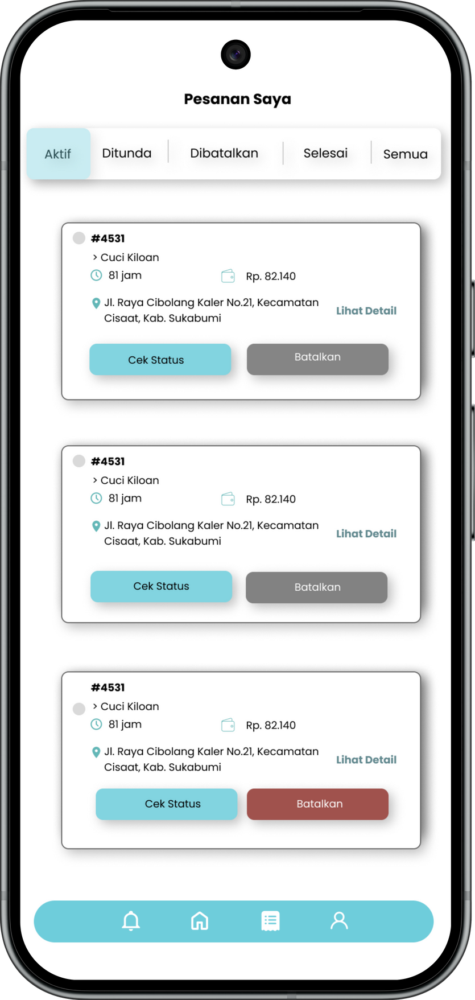 Pesanan Saya
Aktif Ditunda Dibatalkan Selesai Semua
#4531
> Cuci Kiloan
81 jam Rp. 82.140
Jl. Raya Cibolang Kaler No.21, Kecamatan
Cisaat, Kab. Sukabumi
Lihat Detail
Cek Status Batalkan
#4531
> Cuci Kiloan
81 jam Rp. 82.140
Jl. Raya Cibolang Kaler No.21, Kecamatan
Cisaat, Kab. Sukabumi
Lihat Detail
Cek Status Batalkan
#4531
> Cuci Kiloan
81 jam Rp. 82.140
Jl. Raya Cibolang Kaler No.21, Kecamatan
Cisaat, Kab. Sukabumi
Lihat Detail
Cek Status Batalkan